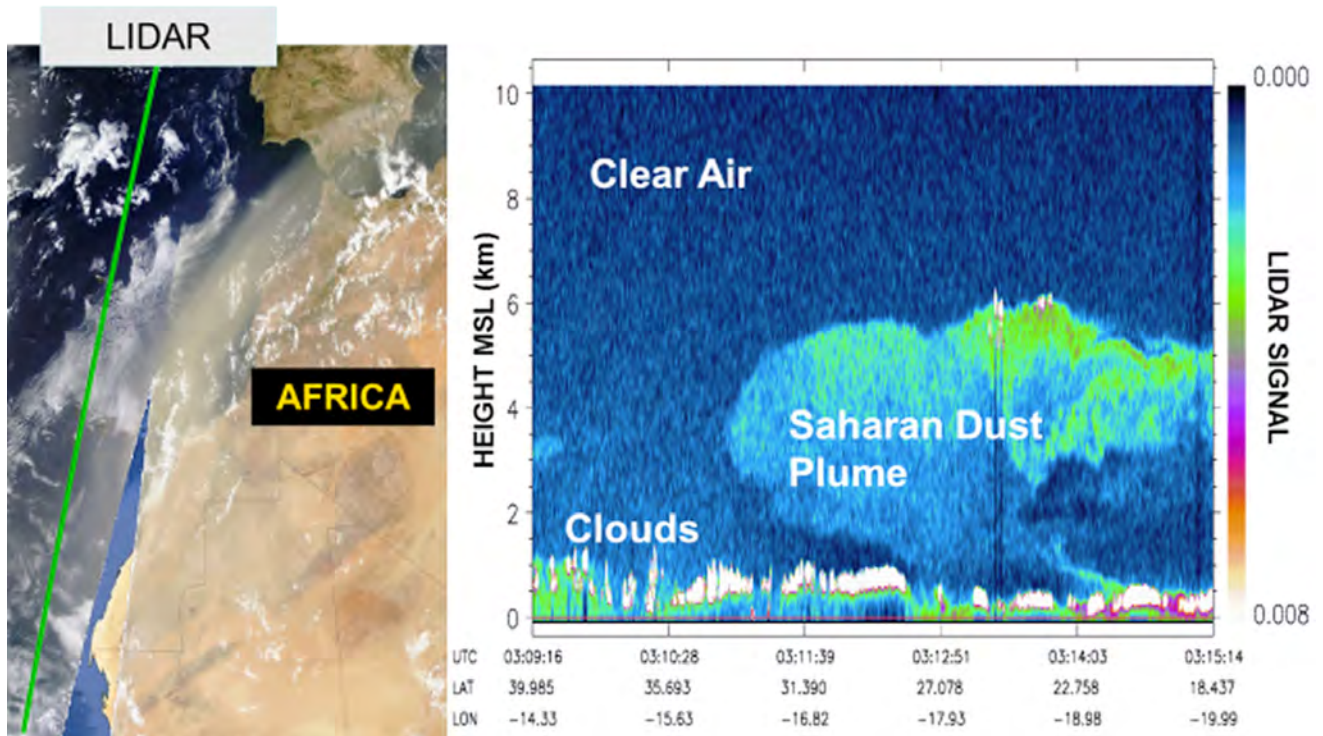 LIDAR
AFRICA
HEIGHT MSL (km)
10
8
6
4
2
0
Clear Air
Saharan Dust
Plume
Clouds
0.000
LIDAR SIGNAL
0.008
UTC 03:09:16 03:10:28 03:11:39 03:12:51 03:14:03 03:15:14
LAT 39.985 35.693 31.390 27.078 22.758 18.437
LON -14.33 -15.63 -16.82 -17.93 -18.98 -19.99